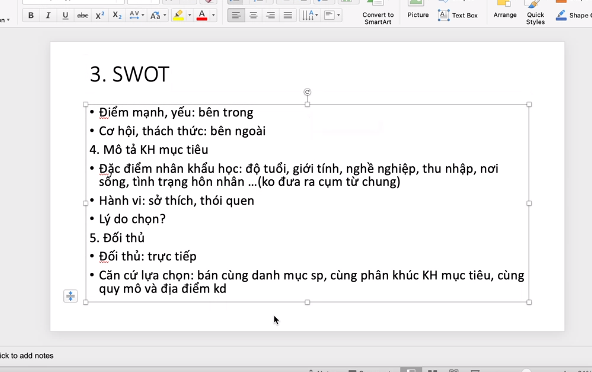 B I U abc X² X₂ AV A
Convert to
SmartArt
Picture
Text Box
Arrange
Quick
Styles
Shape
3. SWOT
• Điểm mạnh, yếu: bên trong
• Cơ hội, thách thức: bên ngoài
4. Mô tả KH mục tiêu
• Đặc điểm nhân khẩu học: độ tuổi, giới tính, nghề nghiệp, thu nhập, nơi
sống, tình trạng hôn nhân ...(ko đưa ra cụm từ chung)
• Hành vi: sở thích, thói quen
• Lý do chọn?
5. Đối thủ
• Đối thủ: trực tiếp
• Căn cứ lựa chọn: bán cùng danh mục sp, cùng phân khúc KH mục tiêu, cùng
quy mô và địa điểm kd
ick to add notes